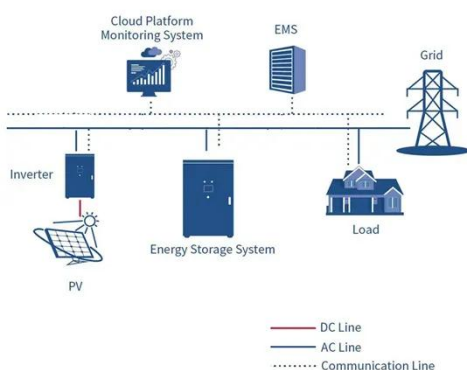 Cloud Platform
Monitoring System
EMS
Grid
Inverter
Energy Storage System
Load
PV
DC Line
AC Line
Communication Line